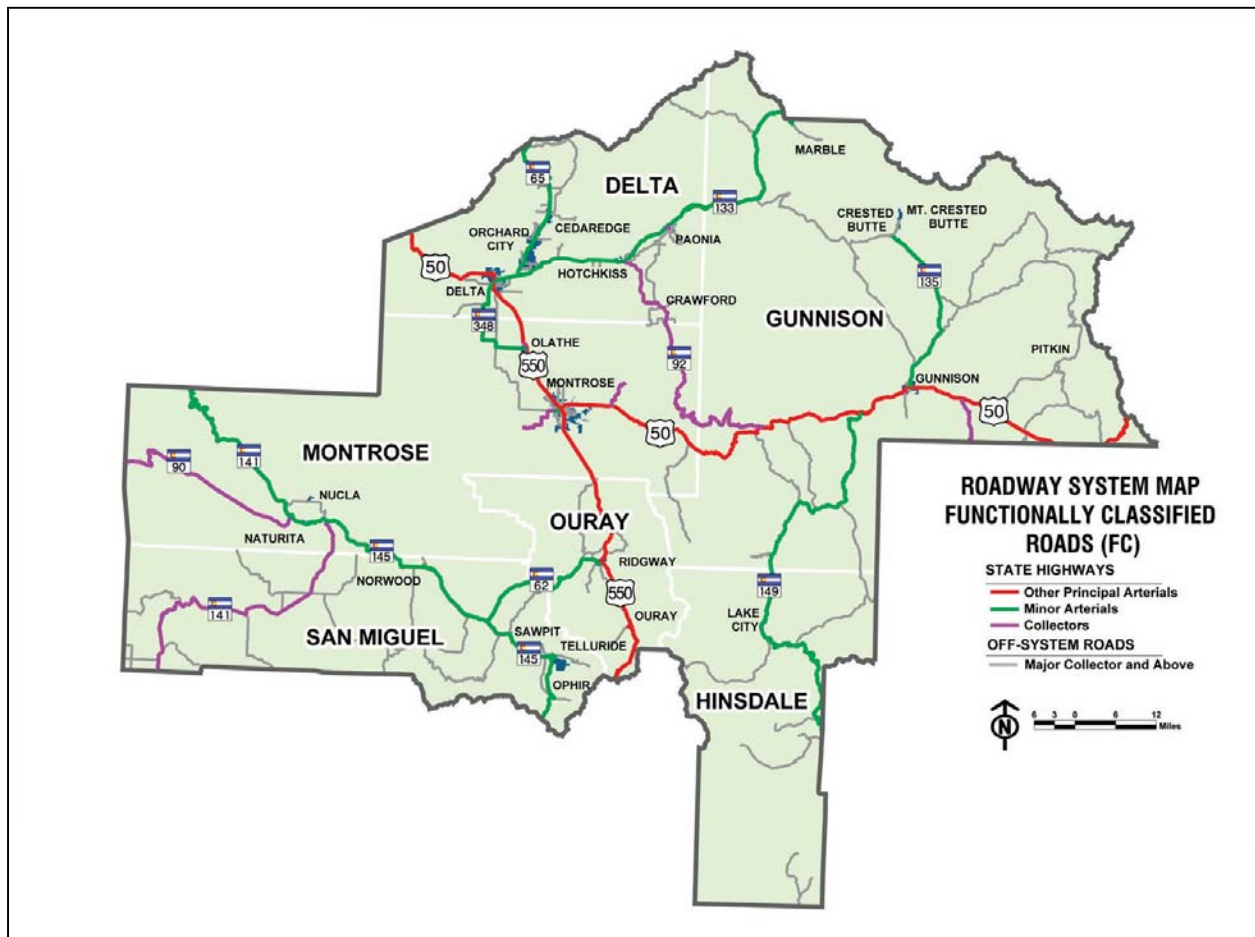 MARBLE
65
DELTA
133
CRESTED
BUTTE
MT. CRESTED
BUTTE
CEDAREDGE
ORCHARD
CITY
PAONIA
50
HOTCHKISS
135
DELTA
CRAWFORD
348
GUNNISON
OLATHE
PITKIN
550
92
MONTROSE
GUNNISON
50
50
MONTROSE
141
90
NUCLA
OURAY
NATURITA
145
RIDGWAY
NORWOOD
62
550
149
141
OURAY
LAKE
CITY
SAN MIGUEL
SAWPIT
TELLURIDE
145
OPHIR
HINSDALE
ROADWAY SYSTEM MAP
FUNCTIONALLY CLASSIFIED
ROADS (FC)
STATE HIGHWAYS
Other Principal Arterials
Minor Arterials
Collectors
OFF-SYSTEM ROADS
Major Collector and Above
N
6 3 0 6 12
Miles